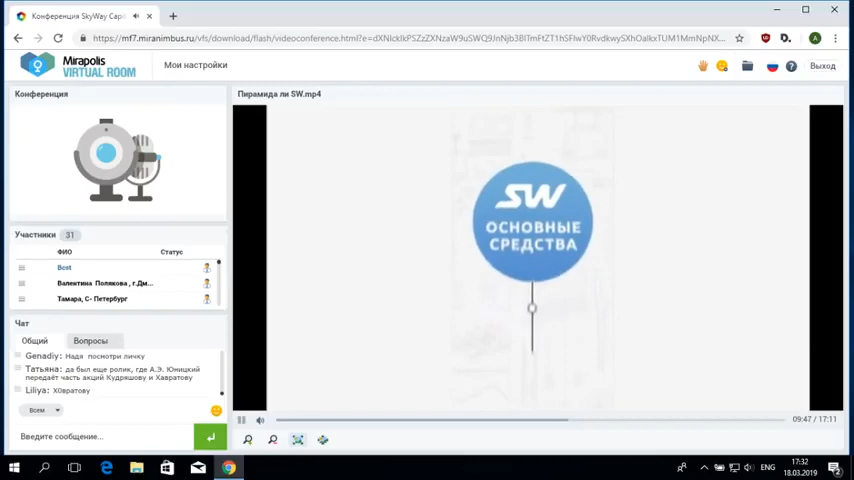 Конференция SkyWay Capi
https://mf7.miranimbus.ru/vfs/download/flash/videoconference.html?e=
Mirapolis
VIRTUAL ROOM
Мои настройки
Выход
Конференция
Пирамида ли SW.mp4
SW
ОСНОВНЫЕ
СРЕДСТВА
Участники 31
ФИО Статус
Best
Валентина Полякова , г.Дм...
Тамара, С- Петербург
Чат
Общий Вопросы
Genadiy: Надя посмотри личку
Татьяна: да был еще ролик, где А.Э. Юницкий
передаёт часть акций Кудряшову и Хавратову
Liliya: ХОвратову
Всем
Введите сообщение...
09:47 / 17:11
ENG
17:32
18.03.2019